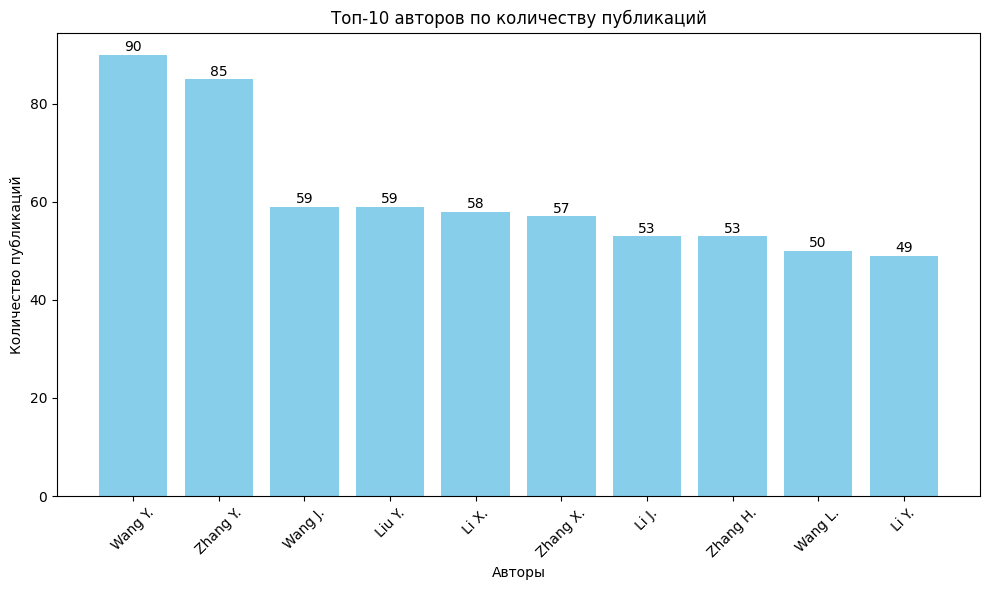 Топ-10 авторов по количеству публикаций
Количество публикаций
80
60
40
20
0
90
85
59
59
58
57
53
53
50
49
Wang Y.
Zhang Y.
Wang J.
Liu Y.
Li X.
Zhang X.
Li J.
Zhang H.
Wang L.
Li Y.
Авторы